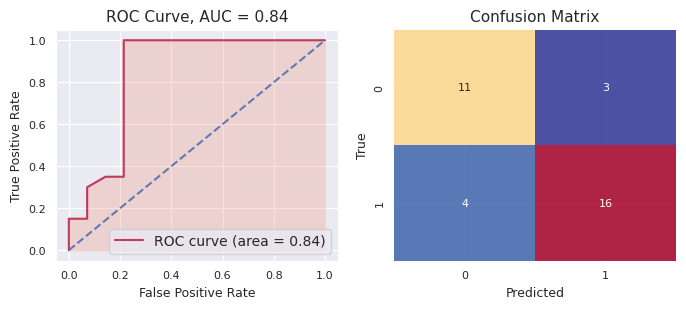 ROC Curve, AUC = 0.84
True Positive Rate
1.0
0.8
0.6
0.4
0.2
0.0
ROC curve (area = 0.84)
0.0 0.2 0.4 0.6 0.8 1.0
False Positive Rate
Confusion Matrix
True
0
11 3
1
4 16
0 1
Predicted